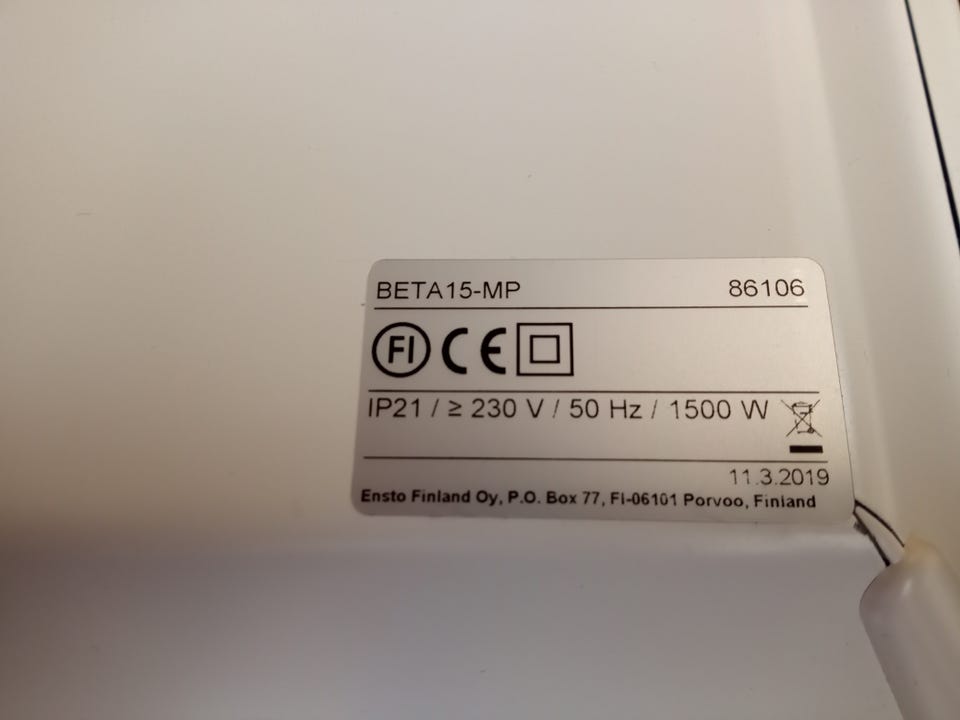 BETA15-MP 86106
FI CE
IP21 / ≥ 230 V / 50 Hz / 1500 W
11.3.2019
Ensto Finland Oy, P.O. Box 77, FI-06101 Porvoo, Finland